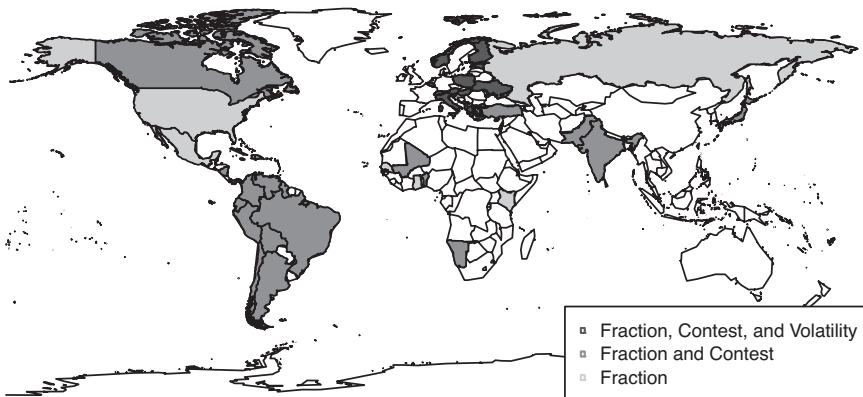 Fraction, Contest, and Volatility
Fraction and Contest
Fraction